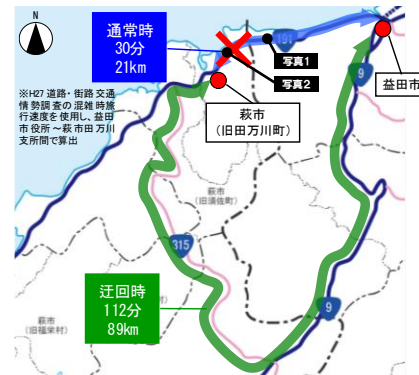 N
通常時
30分
21km
191
写真1
写真2
9
益田市
萩市
(旧田万川町)
※H27 道路・街路交通
情勢調査の混雑時旅
行速度を使用し、益田
市役所～萩市田万川
支所間で算出
萩市
(旧須佐町)
315
迂回時
112分
89km
9
萩市
(旧福栄村)